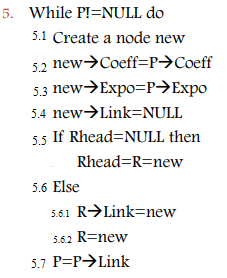 5. While P!=NULL do
5.1 Create a node new
5.2 new→Coeff=P→Coeff
5.3 new→Expo=P→Expo
5.4 new→Link=NULL
5.5 If Rhead=NULL then
Rhead=R=new
5.6 Else
5.6.1 R→Link=new
5.6.2 R=new
5.7 P=P→Link